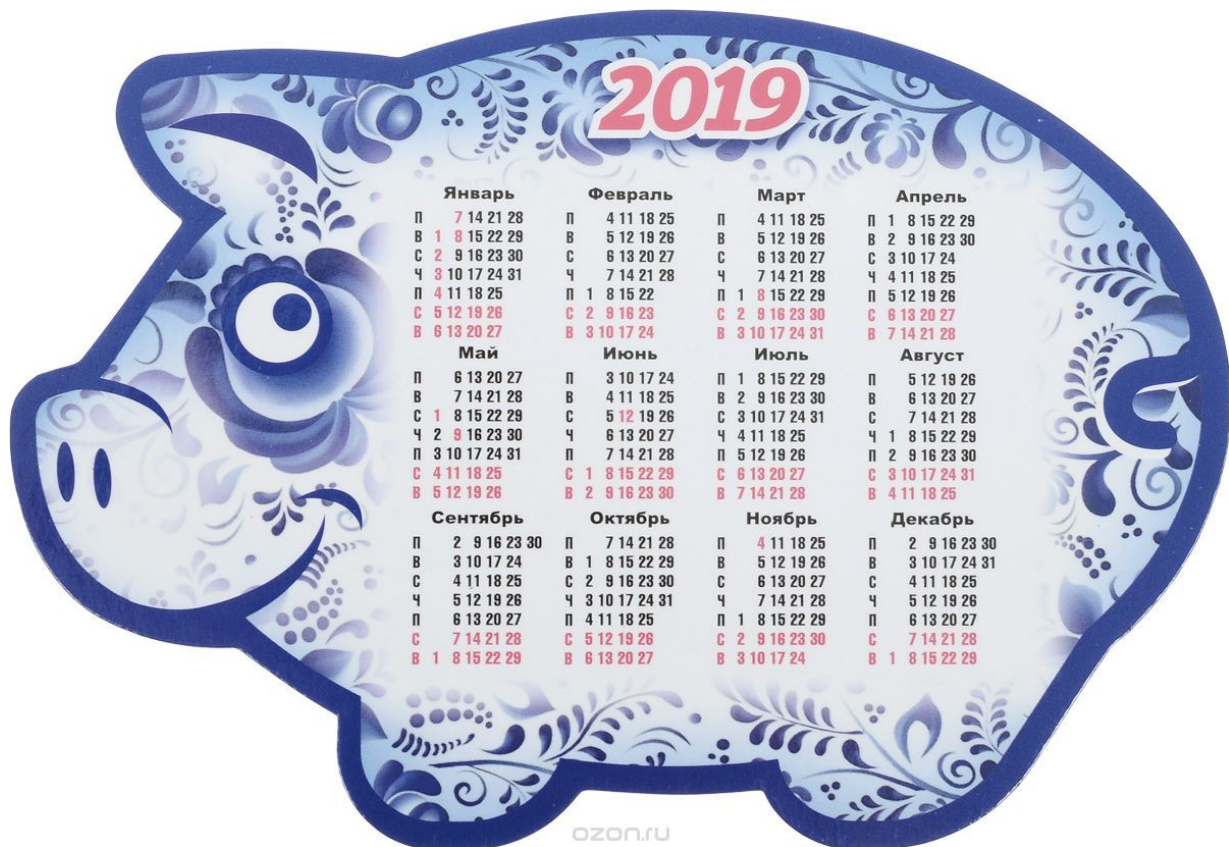 2019
Январь
П 7 14 21 28
В 1 8 15 22 29
С 2 9 16 23 30
Ч 3 10 17 24 31
П 4 11 18 25
С 5 12 19 26
В 6 13 20 27
Февраль
П 4 11 18 25
В 5 12 19 26
С 6 13 20 27
Ч 7 14 21 28
П 1 8 15 22
С 2 9 16 23
В 3 10 17 24
Март
П 4 11 18 25
В 5 12 19 26
С 6 13 20 27
Ч 7 14 21 28
П 1 8 15 22 29
С 2 9 16 23 30
В 3 10 17 24 31
Апрель
П 1 8 15 22 29
В 2 9 16 23 30
С 3 10 17 24
Ч 4 11 18 25
П 5 12 19 26
С 6 13 20 27
В 7 14 21 28
Май
П 6 13 20 27
В 7 14 21 28
С 1 8 15 22 29
Ч 2 9 16 23 30
П 3 10 17 24 31
С 4 11 18 25
В 5 12 19 26
Июнь
П 3 10 17 24
В 4 11 18 25
С 5 12 19 26
Ч 6 13 20 27
П 7 14 21 28
С 1 8 15 22 29
В 2 9 16 23 30
Июль
П 1 8 15 22 29
В 2 9 16 23 30
С 3 10 17 24 31
Ч 4 11 18 25
П 5 12 19 26
С 6 13 20 27
В 7 14 21 28
Август
П 5 12 19 26
В 6 13 20 27
С 7 14 21 28
Ч 1 8 15 22 29
П 2 9 16 23 30
С 3 10 17 24 31
В 4 11 18 25
Сентябрь
П 2 9 16 23 30
В 3 10 17 24
С 4 11 18 25
Ч 5 12 19 26
П 6 13 20 27
С 7 14 21 28
В 1 8 15 22 29
Октябрь
П 7 14 21 28
В 1 8 15 22 29
С 2 9 16 23 30
Ч 3 10 17 24 31
П 4 11 18 25
С 5 12 19 26
В 6 13 20 27
Ноябрь
П 4 11 18 25
В 5 12 19 26
С 6 13 20 27
Ч 7 14 21 28
П 1 8 15 22 29
С 2 9 16 23 30
В 3 10 17 24
Декабрь
П 2 9 16 23 30
В 3 10 17 24 31
С 4 11 18 25
Ч 5 12 19 26
П 6 13 20 27
С 7 14 21 28
В 1 8 15 22 29
ozon.ru